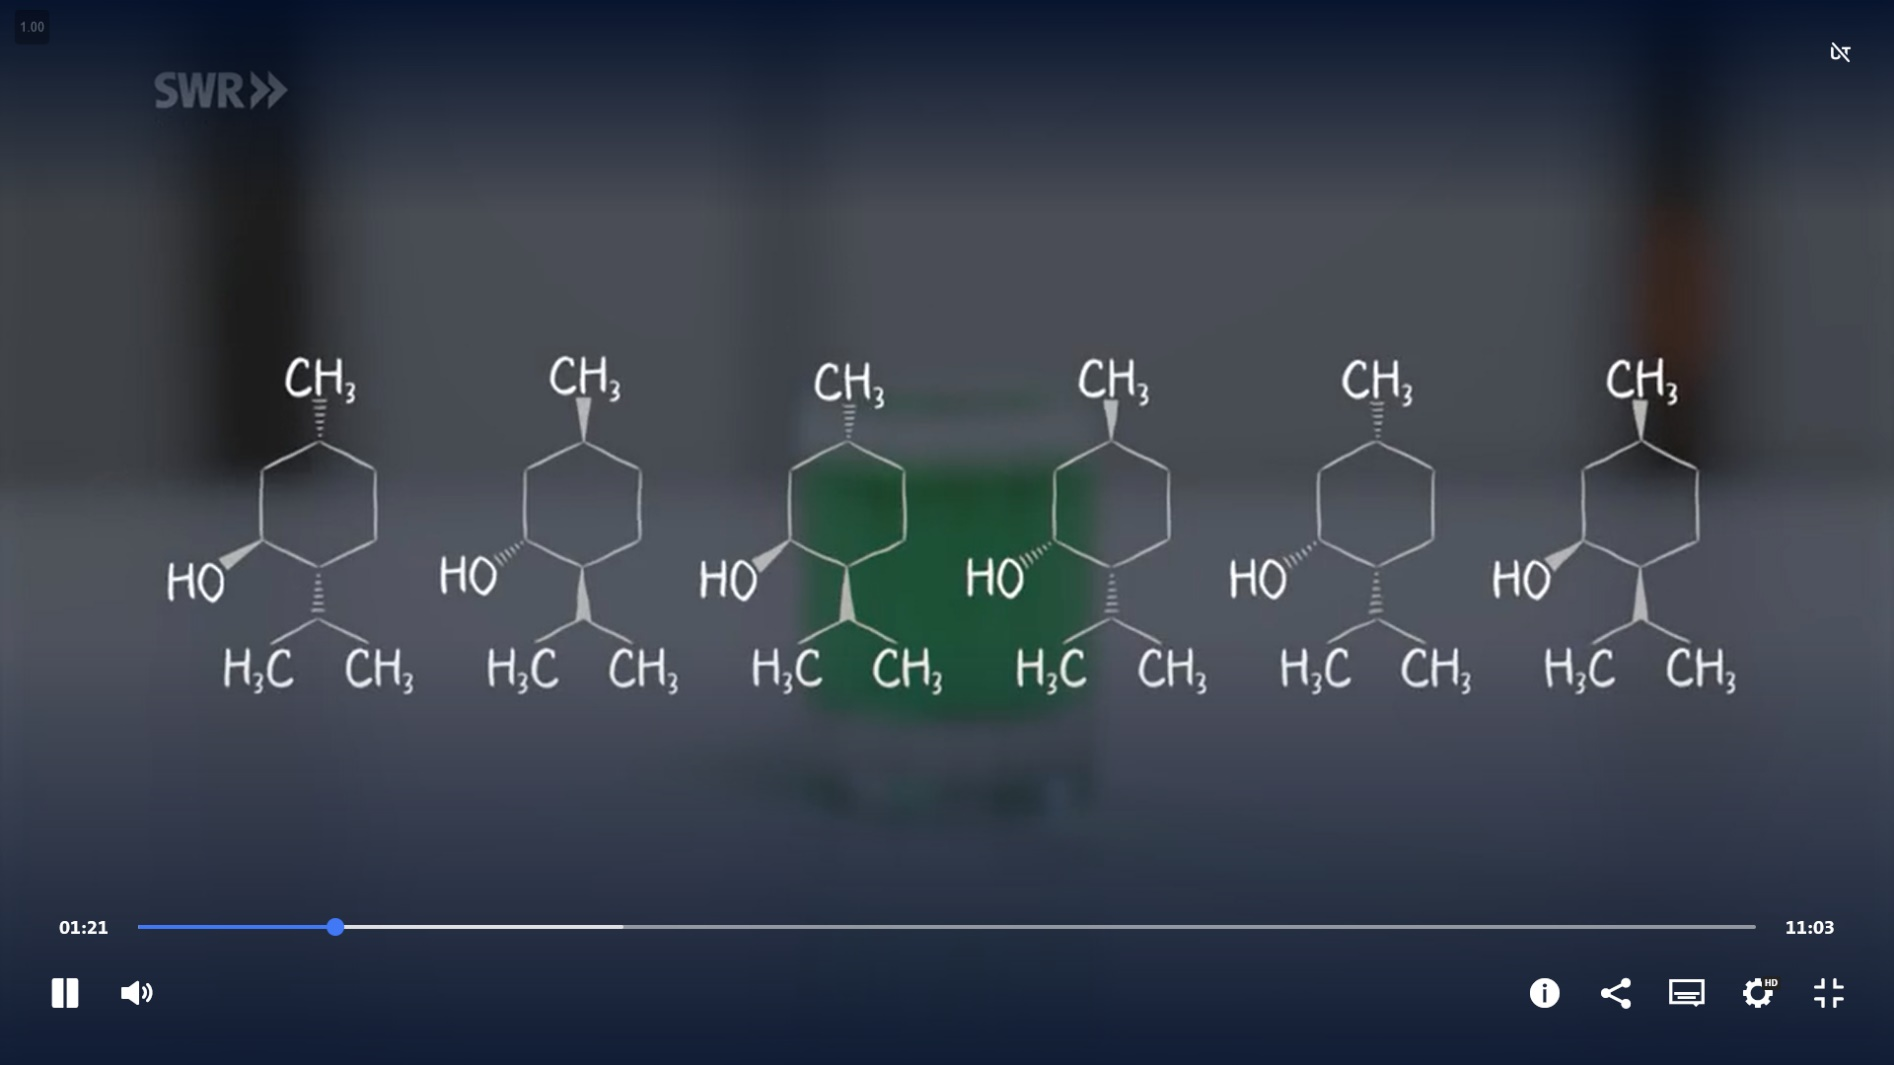 1.00
SWR»
CH₃ CH₃ CH₃ CH₃ CH₃ CH₃
HO HO HO HO HO HO
H₃C CH₃ H₃C CH₃ H₃C CH₃ H₃C CH₃ H₃C CH₃ H₃C CH₃
01:21 11:03
HD